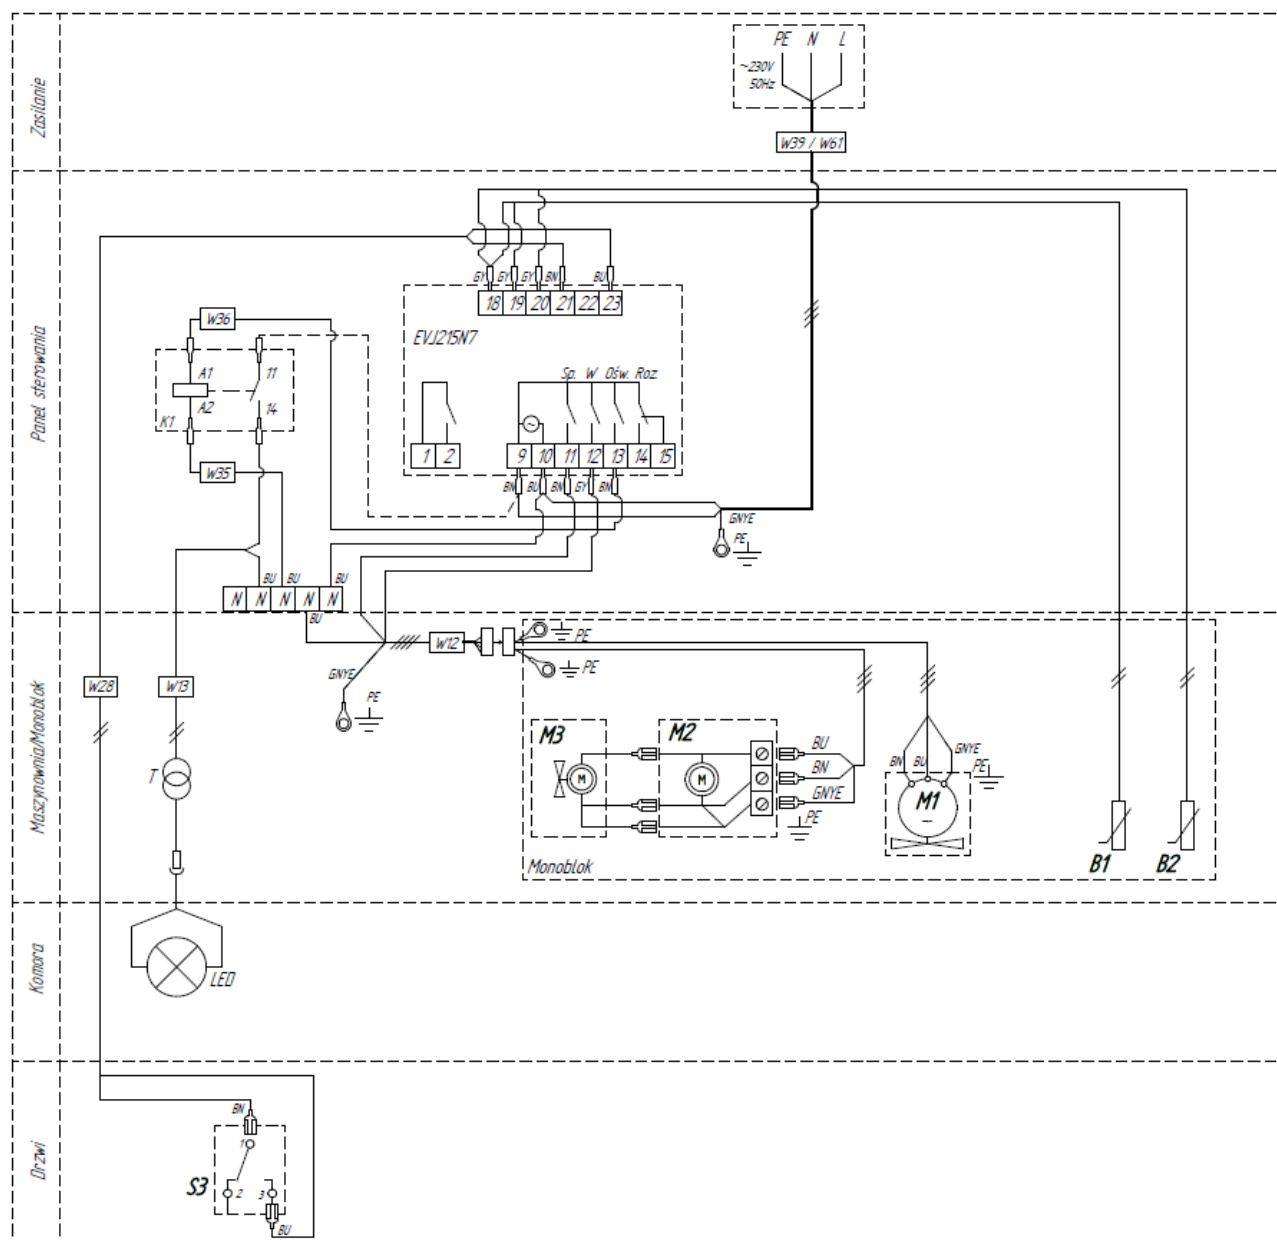 Zasilanie
PE N L
~230V
50Hz
W39 / W61
Panel sterowania
GY GY GY BN BU
18 19 20 21 22 23
EVJ215N7
W36
A1 11
A2 14
K1
W35
Sp. W Ośw. Roz.
~
1 2
9 10 11 12 13 14 15
BN BU BN GY BN
GNYE
PE
BU BU BU
N N N N N
BU
Maszynownia/Monoblok
W12
PE
PE
GNYE
PE
W28
W13
T
M3
M
M2
M
BU
BN
GNYE
PE
BN BU GNYE
PE
M1
~
B1
B2
Monoblok
Komora
LED
Drzwi
BN
1
S3
2 3
BU